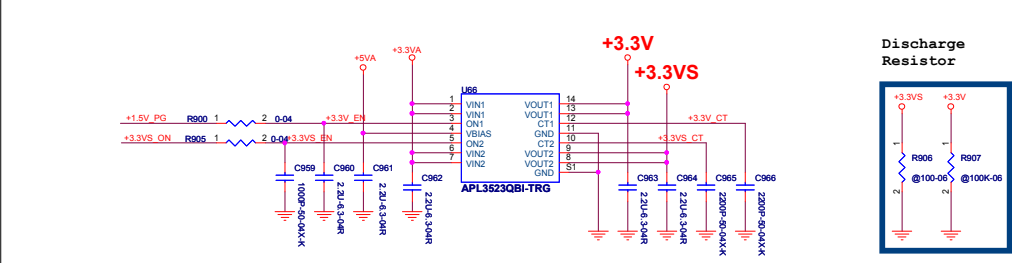 +3.3V
+3.3VS
+5VA
+3.3VA
Discharge
Resistor
U66
1 VIN1 VOUT1 14
2 VIN1 VOUT1 13
3 ON1 CT1 12
4 VBIAS GND 11
5 ON2 CT2 10
6 VIN2 VOUT2 9
7 VIN2 VOUT2 8
GND S1
APL3523QBI-TRG
+1.5V_PG R900 1 2 0-04 +3.3V_EN
+3.3VS_ON R905 1 2 0-04 +3.3VS_EN
+3.3V_CT
+3.3VS_CT
C959
1000P-50-04X-K
C960
2.2U-6.3-04R
C961
2.2U-6.3-04R
C962
2.2U-6.3-04R
C963
2.2U-6.3-04R
C964
2.2U-6.3-04R
C965
2200P-50-04X-K
C966
2200P-50-04X-K
+3.3VS +3.3V
1 1
R906 R907
@100-06 @100K-06
2 2